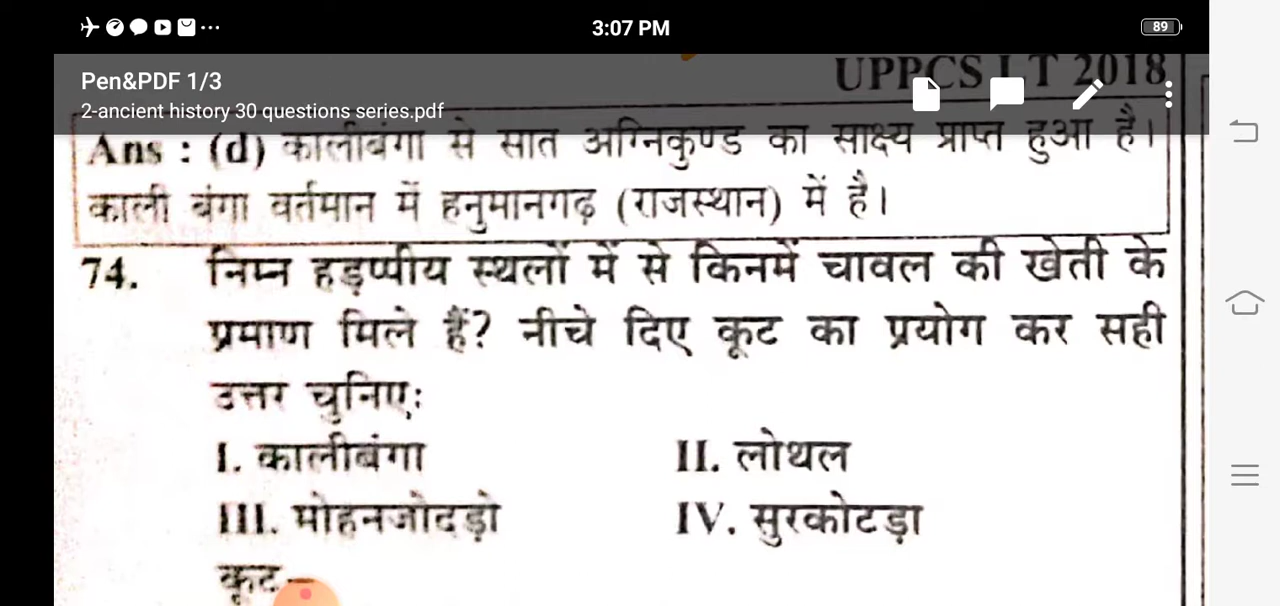 3:07 PM
89
Pen&PDF 1/3
2-ancient history 30 questions series.pdf
UPPCS LT 2018
Ans : (d) कालीबंगा से सात अग्निकुण्ड का साक्ष्य प्राप्त हुआ है।
काली बंगा वर्तमान में हनुमानगढ़ (राजस्थान) में है।
74. निम्न हड़प्पीय स्थलों में से किनमें चावल की खेती के
प्रमाण मिले हैं? नीचे दिए कूट का प्रयोग कर सही
उत्तर चुनिए:
I. कालीबंगा II. लोथल
III. मोहनजोदड़ो IV. सुरकोटड़ा
कूट–